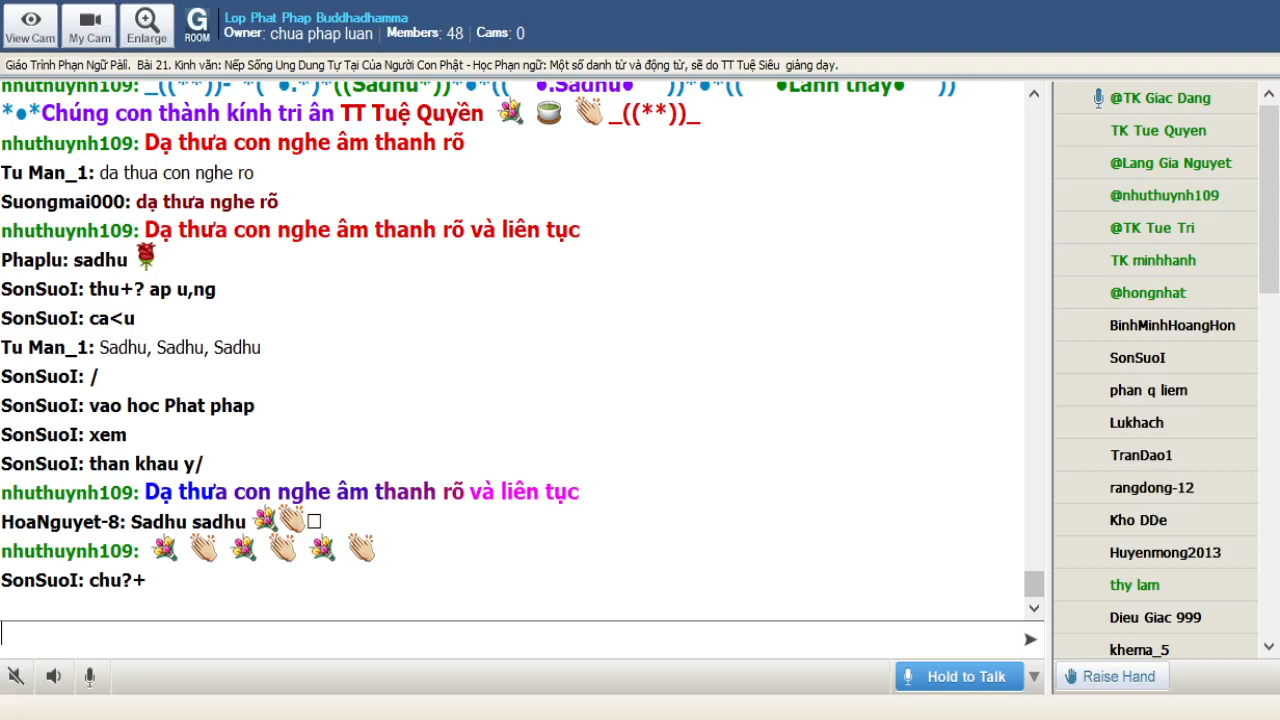 View Cam
My Cam
Enlarge
G
ROOM
Lop Phat Phap Buddhadhamma
Owner: chua phap luan | Members: 48 | Cams: 0
Giáo Trình Phạn Ngữ Pàli. Bài 21. Kinh văn: Nếp Sống Ung Dung Tự Tại Của Người Con Phật - Học Phạn ngữ: Một số danh từ và động từ, sẽ do TT Tuệ Siêu giảng dạy.
*●*Chúng con thành kính tri ân TT Tuệ Quyền _((**))_
nhuthuynh109: Dạ thưa con nghe âm thanh rõ
Tu Man_1: da thua con nghe ro
Suongmai000: dạ thưa nghe rõ
nhuthuynh109: Dạ thưa con nghe âm thanh rõ và liên tục
Phaplu: sadhu
SonSuoI: thu+? ap u,ng
SonSuoI: ca<u
Tu Man_1: Sadhu, Sadhu, Sadhu
SonSuoI: /
SonSuoI: vao hoc Phat phap
SonSuoI: xem
SonSuoI: than khau y/
nhuthuynh109: Dạ thưa con nghe âm thanh rõ và liên tục
HoaNguyet-8: Sadhu sadhu
nhuthuynh109:
SonSuoI: chu?+
@TK Giac Dang
TK Tue Quyen
@Lang Gia Nguyet
@nhuthuynh109
@TK Tue Tri
TK minhhanh
@hongnhat
BinhMinhHoangHon
SonSuoI
phan q liem
Lukhach
TranDao1
rangdong-12
Kho DDe
Huyenmong2013
thy lam
Dieu Giac 999
khema_5
Hold to Talk
Raise Hand